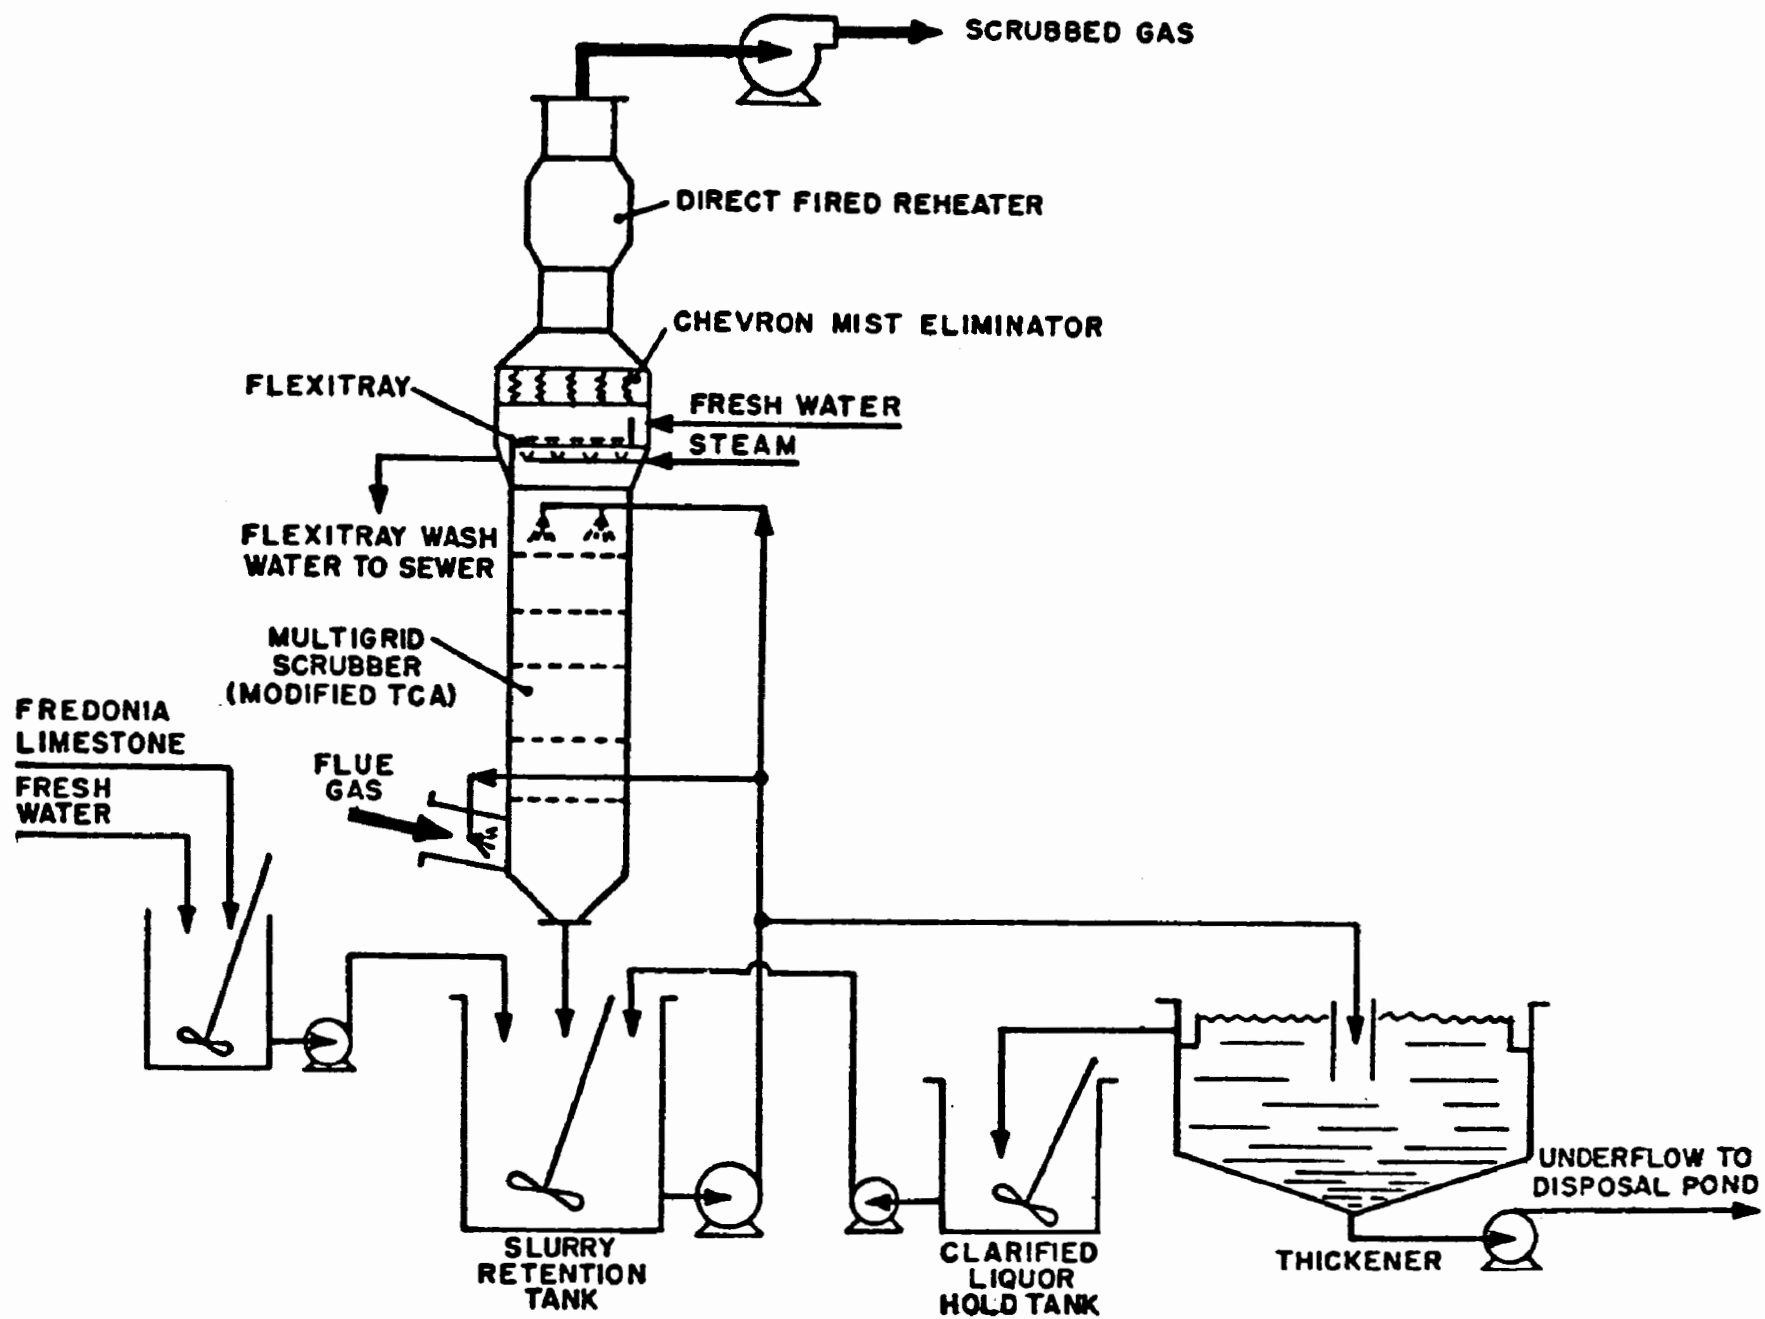 SCRUBBED GAS
DIRECT FIRED REHEATER
CHEVRON MIST ELIMINATOR
FLEXITRAY
FRESH WATER
STEAM
FLEXITRAY WASH
WATER TO SEWER
MULTIGRID
SCRUBBER
(MODIFIED TCA)
FREDONIA
LIMESTONE
FRESH
WATER
FLUE
GAS
SLURRY
RETENTION
TANK
CLARIFIED
LIQUOR
HOLD TANK
THICKENER
UNDERFLOW TO
DISPOSAL POND